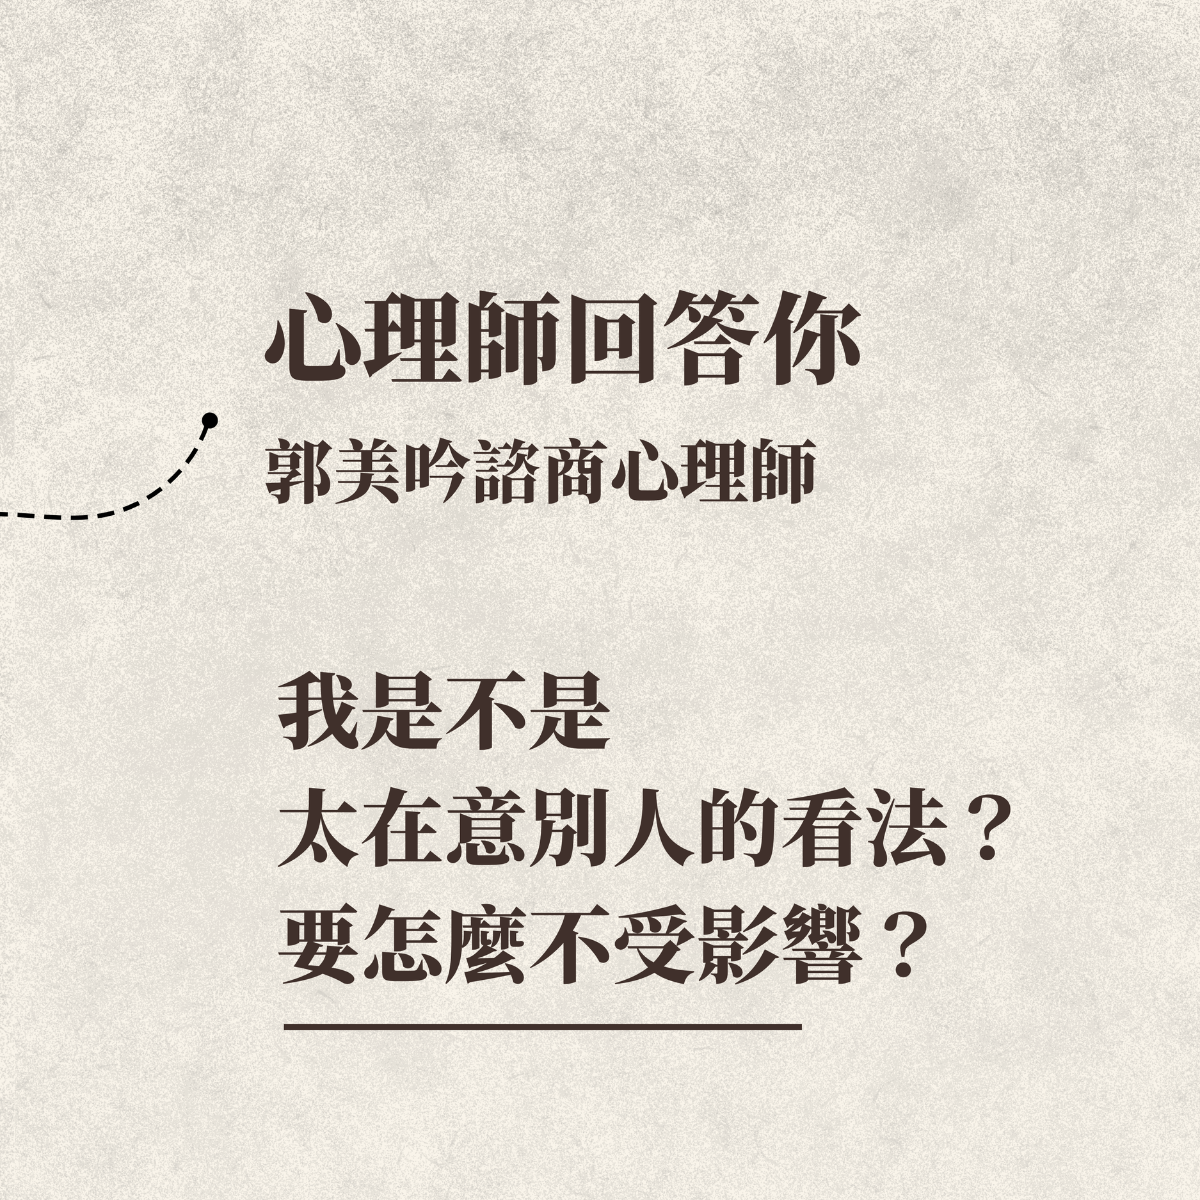 心理師回答你
郭美吟諮商心理師
我是不是
太在意別人的看法？
要怎麼不受影響？